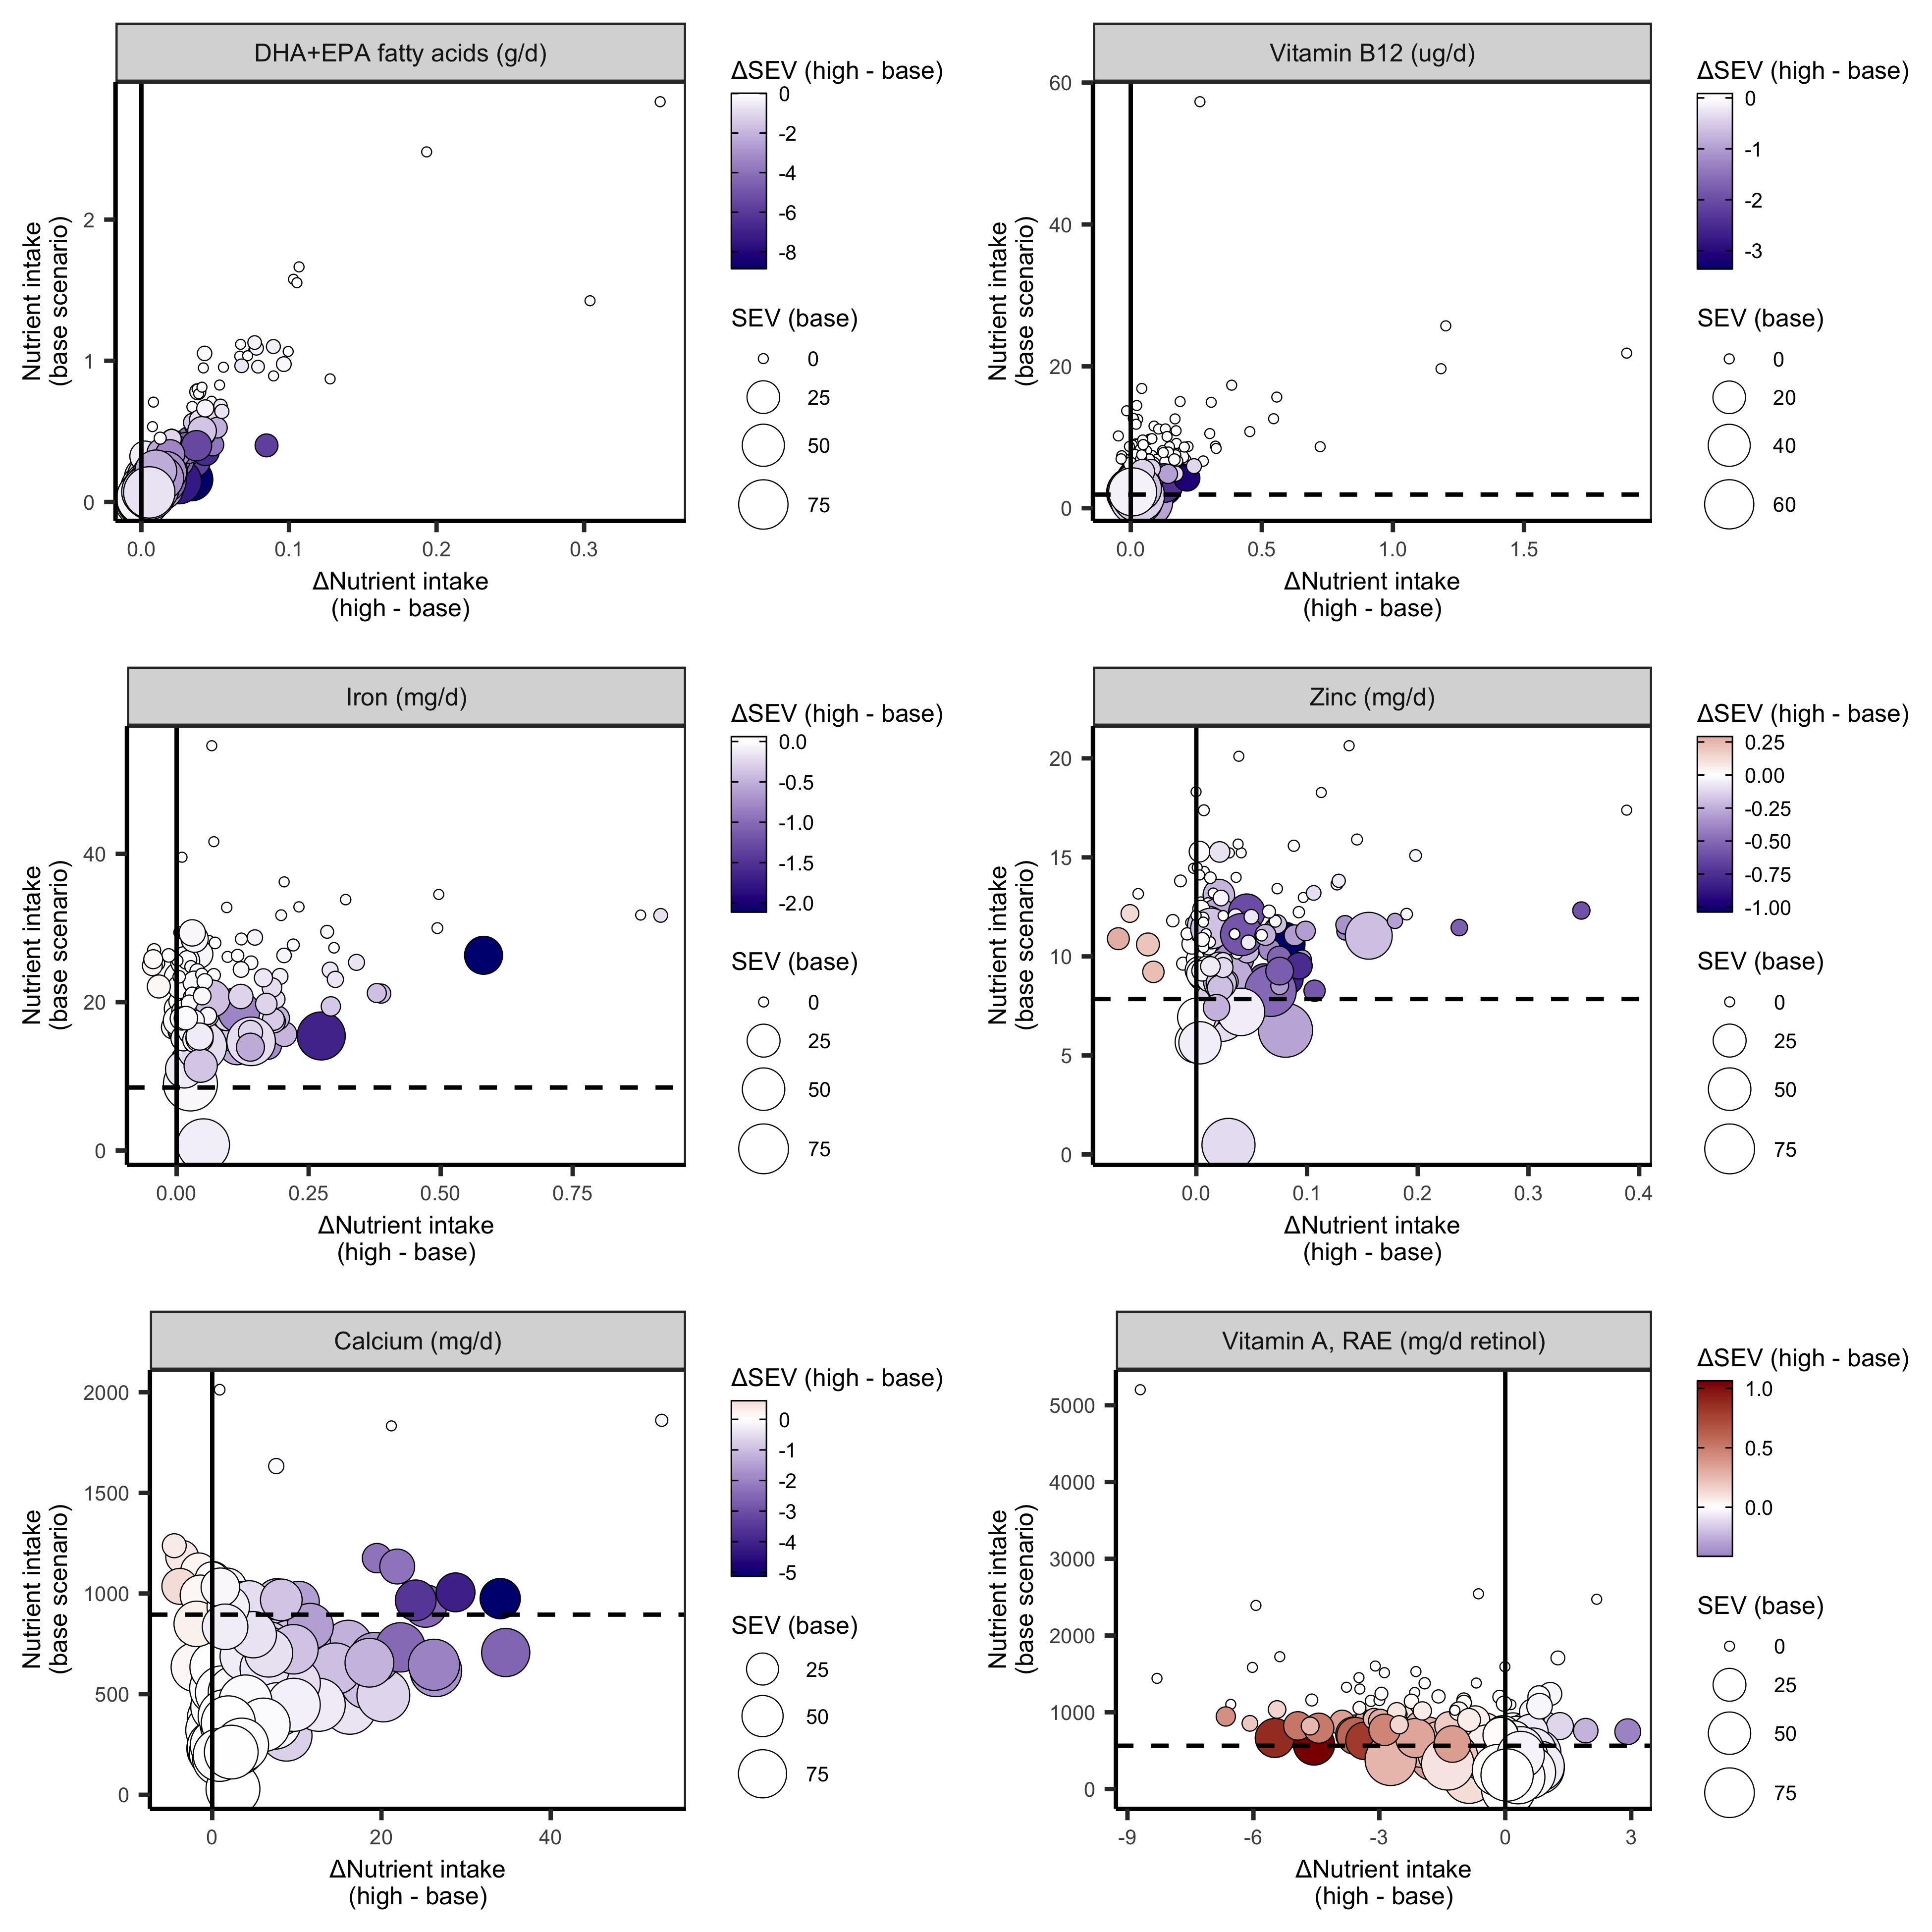 DHA+EPA fatty acids (g/d)
Nutrient intake
(base scenario)
2
1
0
0.0
0.1
0.2
0.3
ΔNutrient intake
(high - base)
ΔSEV (high - base)
0
-2
-4
-6
-8
SEV (base)
0
25
50
75
Vitamin B12 (ug/d)
Nutrient intake
(base scenario)
60
40
20
0
0.0
0.5
1.0
1.5
ΔNutrient intake
(high - base)
ΔSEV (high - base)
0
-1
-2
-3
SEV (base)
0
20
40
60
Iron (mg/d)
Nutrient intake
(base scenario)
40
20
0
0.00
0.25
0.50
0.75
ΔNutrient intake
(high - base)
ΔSEV (high - base)
0.0
-0.5
-1.0
-1.5
-2.0
SEV (base)
0
25
50
75
Zinc (mg/d)
Nutrient intake
(base scenario)
20
15
10
5
0
0.0
0.1
0.2
0.3
0.4
ΔNutrient intake
(high - base)
ΔSEV (high - base)
0.25
0.00
-0.25
-0.50
-0.75
-1.00
SEV (base)
0
25
50
75
Calcium (mg/d)
Nutrient intake
(base scenario)
2000
1500
1000
500
0
0
20
40
ΔNutrient intake
(high - base)
ΔSEV (high - base)
0
-1
-2
-3
-4
-5
SEV (base)
25
50
75
Vitamin A, RAE (mg/d retinol)
Nutrient intake
(base scenario)
5000
4000
3000
2000
1000
0
-9
-6
-3
0
3
ΔNutrient intake
(high - base)
ΔSEV (high - base)
1.0
0.5
0.0
SEV (base)
0
25
50
75